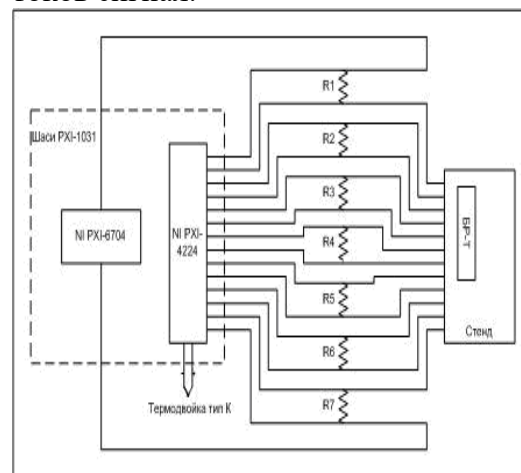 Шаси PXI-1031
NI PXI-6704
NI PXI-
4224
Термодвойка тип К
R1
R2
R3
R4
R5
R6
R7
БР-Т
Стенд